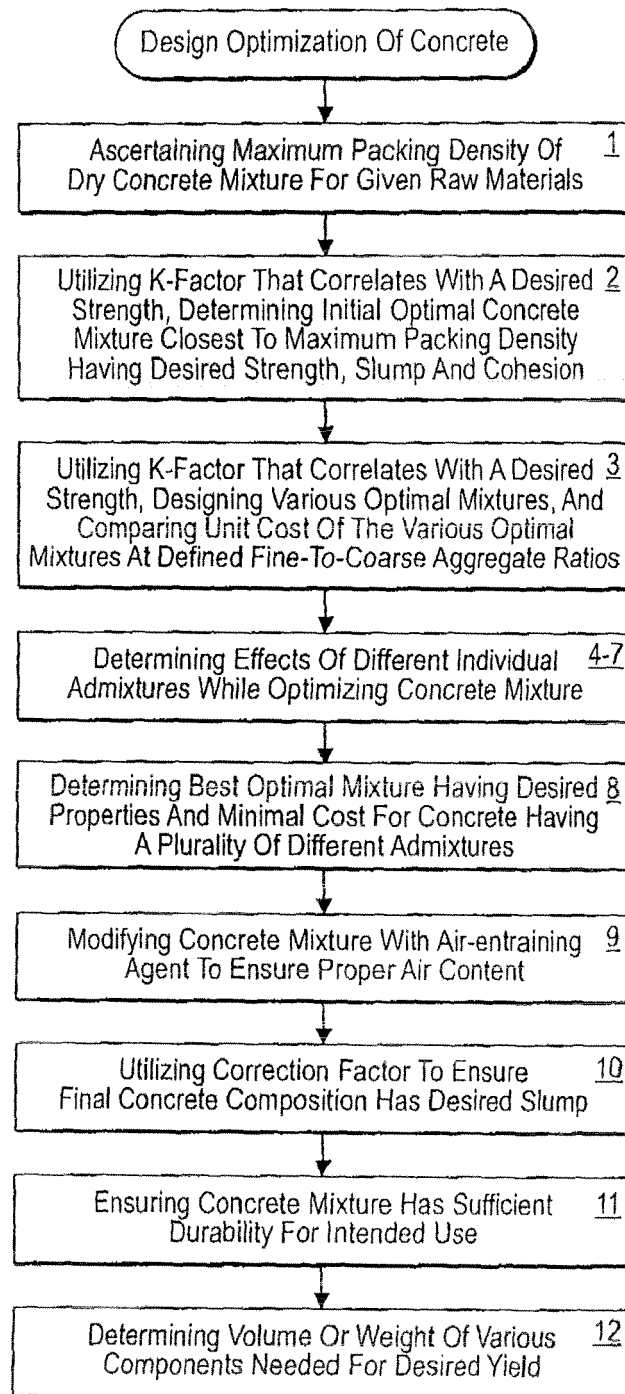 Design Optimization Of Concrete
Ascertaining Maximum Packing Density Of 1
Dry Concrete Mixture For Given Raw Materials
Utilizing K-Factor That Correlates With A Desired 2
Strength, Determining Initial Optimal Concrete
Mixture Closest To Maximum Packing Density
Having Desired Strength, Slump And Cohesion
Utilizing K-Factor That Correlates With A Desired 3
Strength, Designing Various Optimal Mixtures, And
Comparing Unit Cost Of The Various Optimal
Mixtures At Defined Fine-To-Coarse Aggregate Ratios
Determining Effects Of Different Individual 4-7
Admixtures While Optimizing Concrete Mixture
Determining Best Optimal Mixture Having Desired 8
Properties And Minimal Cost For Concrete Having
A Plurality Of Different Admixtures
Modifying Concrete Mixture With Air-entraining 9
Agent To Ensure Proper Air Content
Utilizing Correction Factor To Ensure 10
Final Concrete Composition Has Desired Slump
Ensuring Concrete Mixture Has Sufficient 11
Durability For Intended Use
Determining Volume Or Weight Of Various 12
Components Needed For Desired Yield